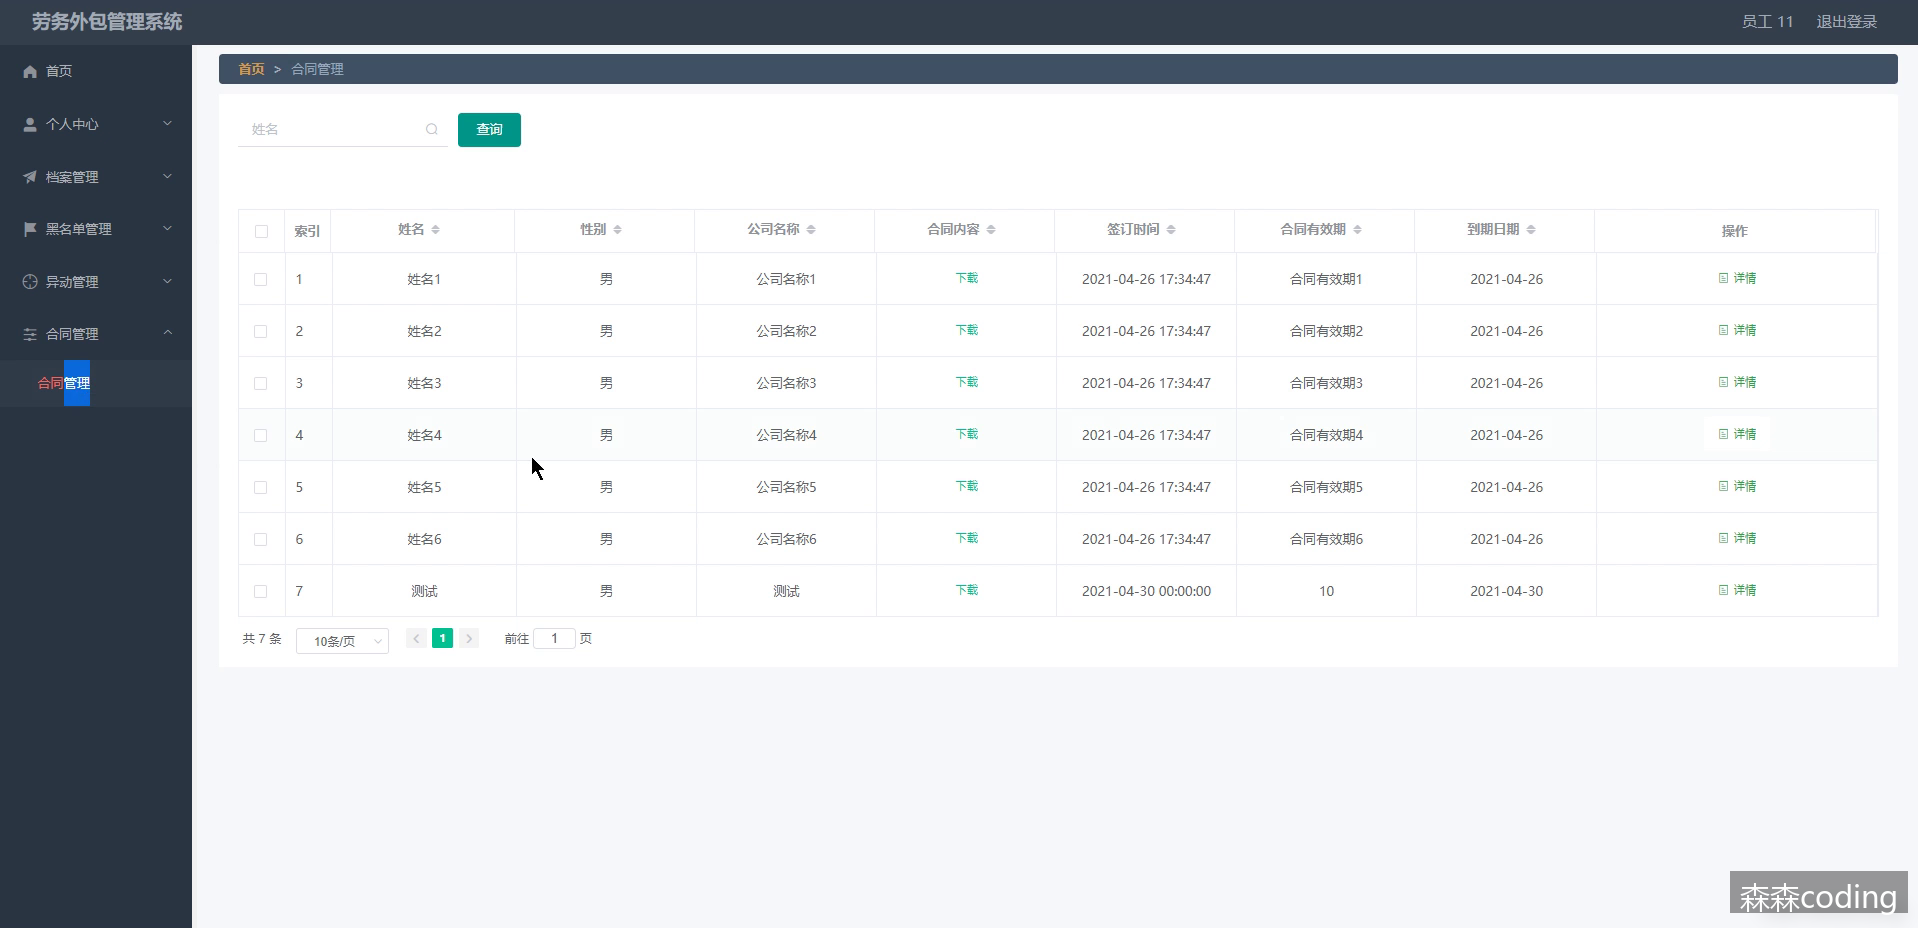 劳务外包管理系统
员工 11 退出登录
首页
个人中心
档案管理
黑名单管理
异动管理
合同管理
合同管理
首页 > 合同管理
姓名 查询
索引 姓名 性别 公司名称 合同内容 签订时间 合同有效期 到期日期 操作
1 姓名1 男 公司名称1 下载 2021-04-26 17:34:47 合同有效期1 2021-04-26 详情
2 姓名2 男 公司名称2 下载 2021-04-26 17:34:47 合同有效期2 2021-04-26 详情
3 姓名3 男 公司名称3 下载 2021-04-26 17:34:47 合同有效期3 2021-04-26 详情
4 姓名4 男 公司名称4 下载 2021-04-26 17:34:47 合同有效期4 2021-04-26 详情
5 姓名5 男 公司名称5 下载 2021-04-26 17:34:47 合同有效期5 2021-04-26 详情
6 姓名6 男 公司名称6 下载 2021-04-26 17:34:47 合同有效期6 2021-04-26 详情
7 测试 男 测试 下载 2021-04-30 00:00:00 10 2021-04-30 详情
共 7 条 10条/页 < 1 > 前往 1 页
森森coding